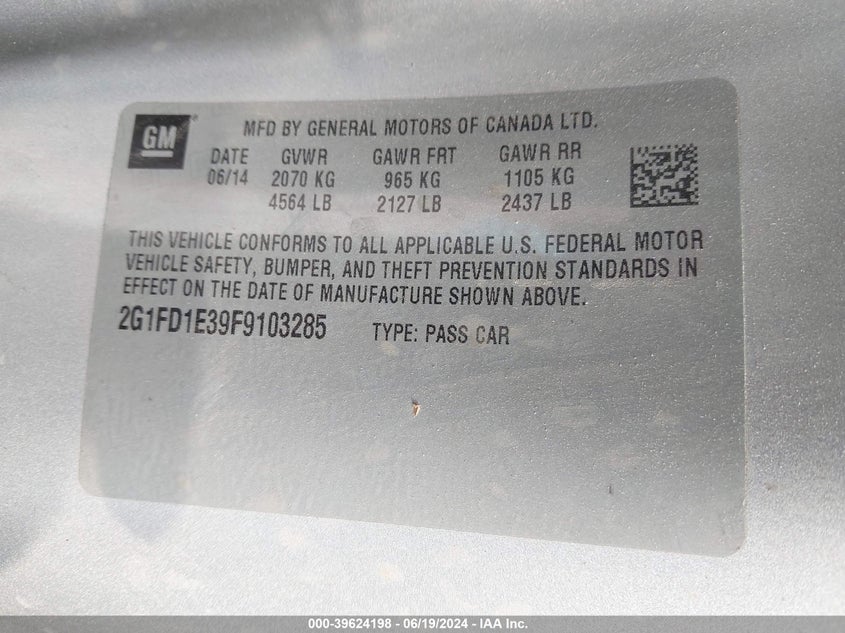 GM
MFD BY GENERAL MOTORS OF CANADA LTD.
DATE GVWR GAWR FRT GAWR RR
06/14 2070 KG 965 KG 1105 KG
4564 LB 2127 LB 2437 LB
THIS VEHICLE CONFORMS TO ALL APPLICABLE U.S. FEDERAL MOTOR
VEHICLE SAFETY, BUMPER, AND THEFT PREVENTION STANDARDS IN
EFFECT ON THE DATE OF MANUFACTURE SHOWN ABOVE.
2G1FD1E39F9103285 TYPE: PASS CAR
000-39624198 - 06/19/2024 - IAA Inc.